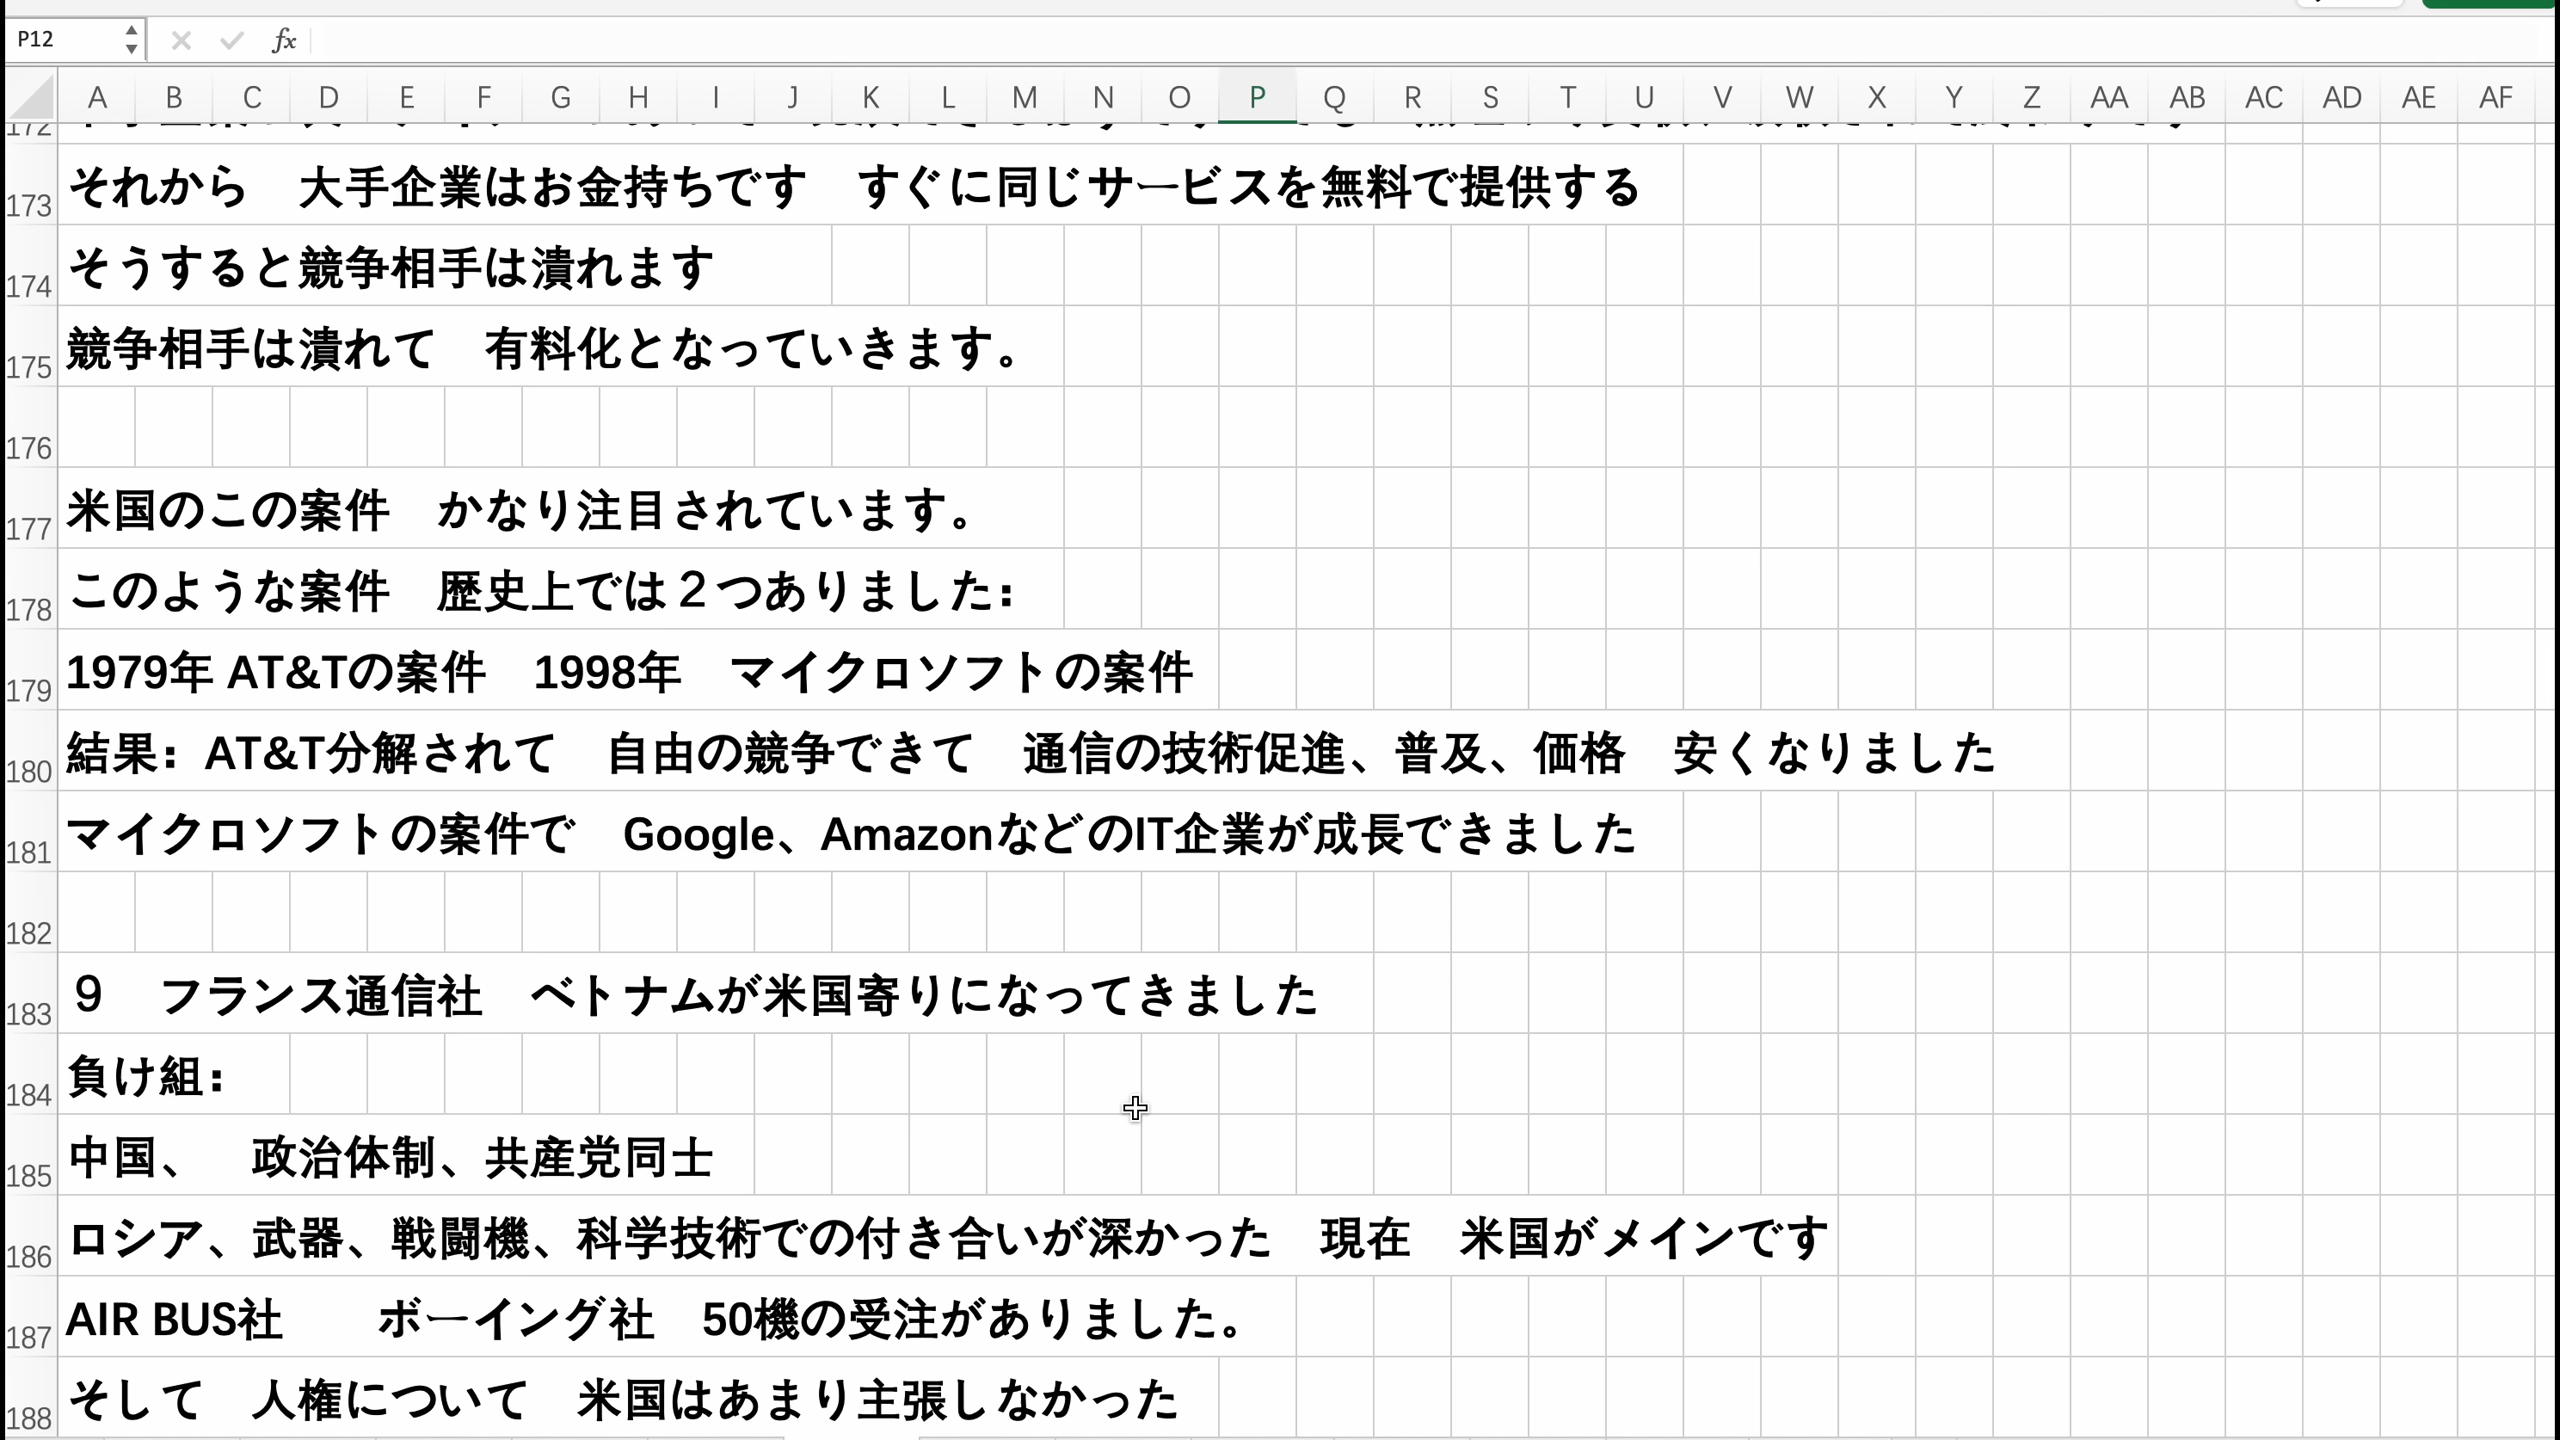 P12
fx
A B C D E F G H I J K L M N O P Q R S T U V W X Y Z AA AB AC AD AE AF
172
173 それから　大手企業はお金持ちです　すぐに同じサービスを無料で提供する
174 そうすると競争相手は潰れます
175 競争相手は潰れて　有料化となっていきます。
176
177 米国のこの案件　かなり注目されています。
178 このような案件　歴史上では２つありました：
179 1979年 AT&Tの案件　1998年　マイクロソフトの案件
180 結果：AT&T分解されて　自由の競争できて　通信の技術促進、普及、価格　安くなりました
181 マイクロソフトの案件で　Google、AmazonなどのIT企業が成長できました
182
183 ９　フランス通信社　ベトナムが米国寄りになってきました
184 負け組：
185 中国、　政治体制、共産党同士
186 ロシア、武器、戦闘機、科学技術での付き合いが深かった　現在　米国がメインです
187 AIR BUS社　　ボーイング社　50機の受注がありました。
188 そして　人権について　米国はあまり主張しなかった